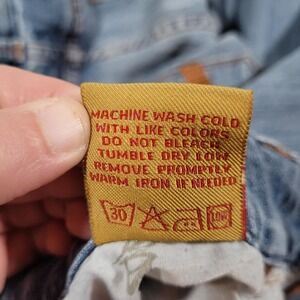 MACHINE WASH COLD
WITH LIKE COLORS
DO NOT BLEACH
TUMBLE DRY LOW
REMOVE PROMPTLY
WARM IRON IF NEEDED
30